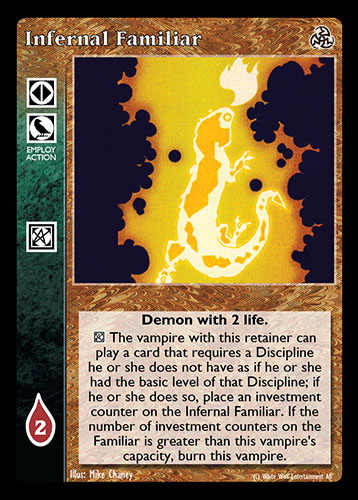 Infernal Familiar
EMPLOY
ACTION
Demon with 2 life.
The vampire with this retainer can
play a card that requires a Discipline
he or she does not have as if he or she
had the basic level of that Discipline; if
he or she does so, place an investment
counter on the Infernal Familiar. If the
number of investment counters on the
Familiar is greater than this vampire's
capacity, burn this vampire.
2
Illus: Mike Chaney
(C) White Wolf Entertainment AB